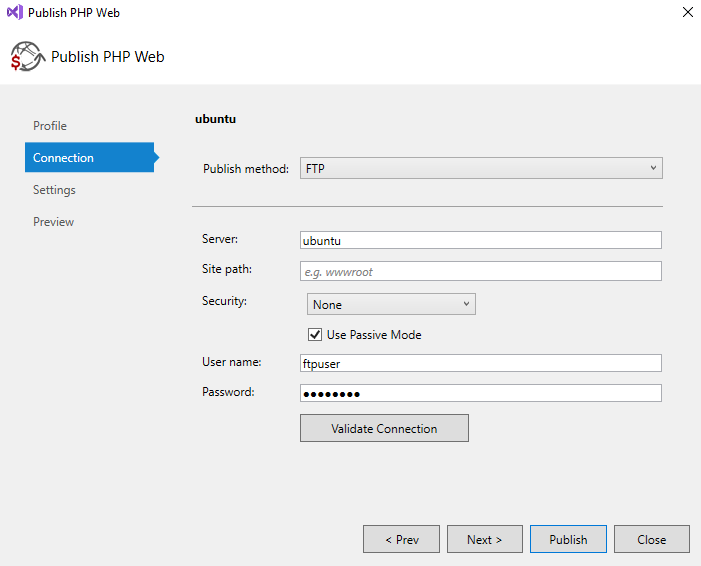 Publish PHP Web
Publish PHP Web
Profile
Connection
Settings
Preview
ubuntu
Publish method: FTP
Server: ubuntu
Site path: e.g. wwwroot
Security: None
Use Passive Mode
User name: ftpuser
Password: ●●●●●●●●
Validate Connection
< Prev Next > Publish Close